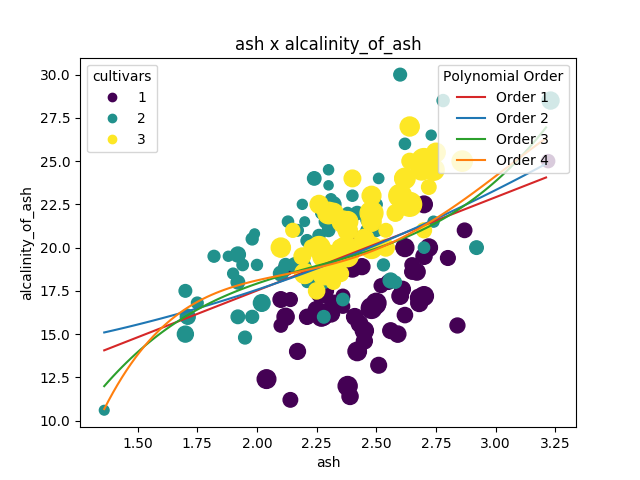 ash x alcalinity_of_ash
cultivars
1
2
3
Polynomial Order
Order 1
Order 2
Order 3
Order 4
alcalinity_of_ash
30.0
27.5
25.0
22.5
20.0
17.5
15.0
12.5
10.0
1.50 1.75 2.00 2.25 2.50 2.75 3.00 3.25
ash